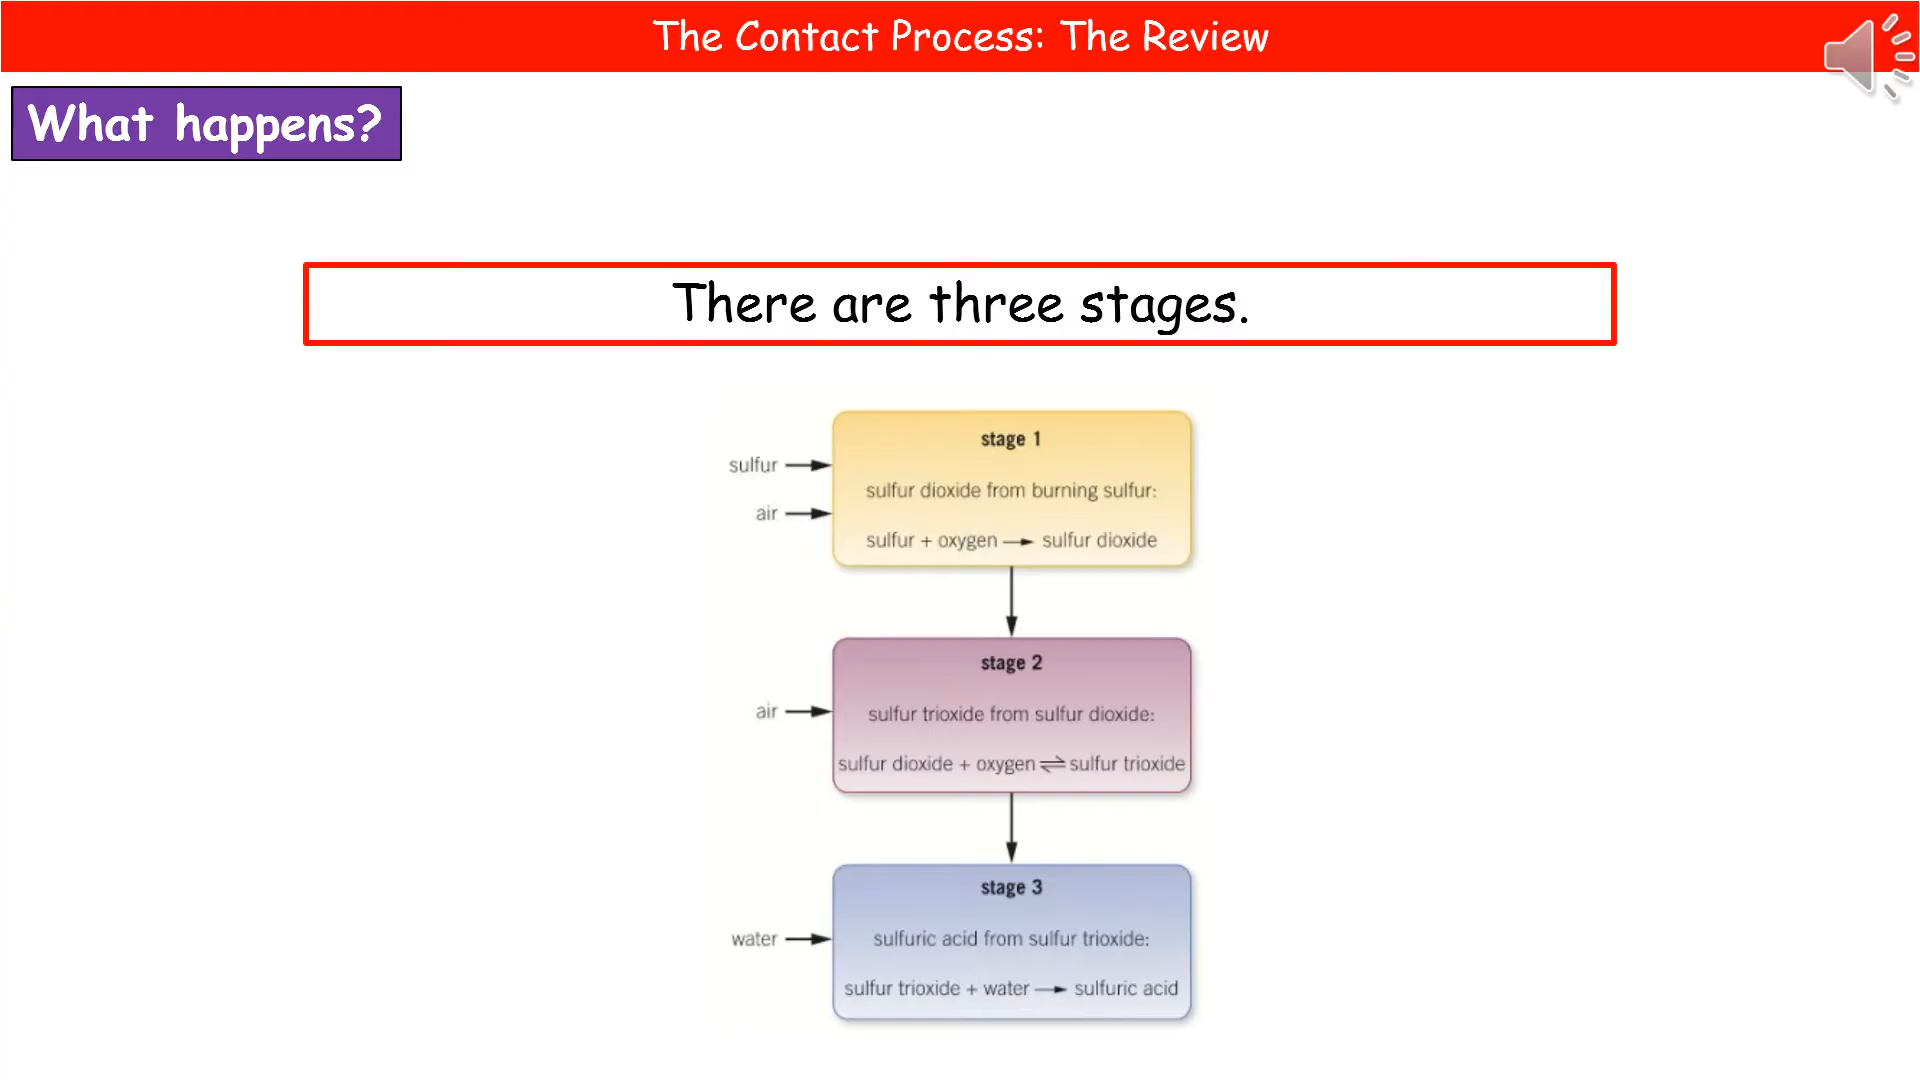 The Contact Process: The Review
What happens?
There are three stages.
stage 1
sulfur
sulfur dioxide from burning sulfur:
air
sulfur + oxygen → sulfur dioxide
stage 2
air
sulfur trioxide from sulfur dioxide:
sulfur dioxide + oxygen ⇌ sulfur trioxide
stage 3
water
sulfuric acid from sulfur trioxide:
sulfur trioxide + water → sulfuric acid